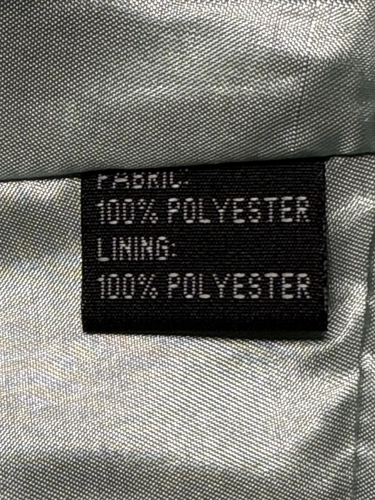 FABRIC:
100% POLYESTER
LINING:
100% POLYESTER